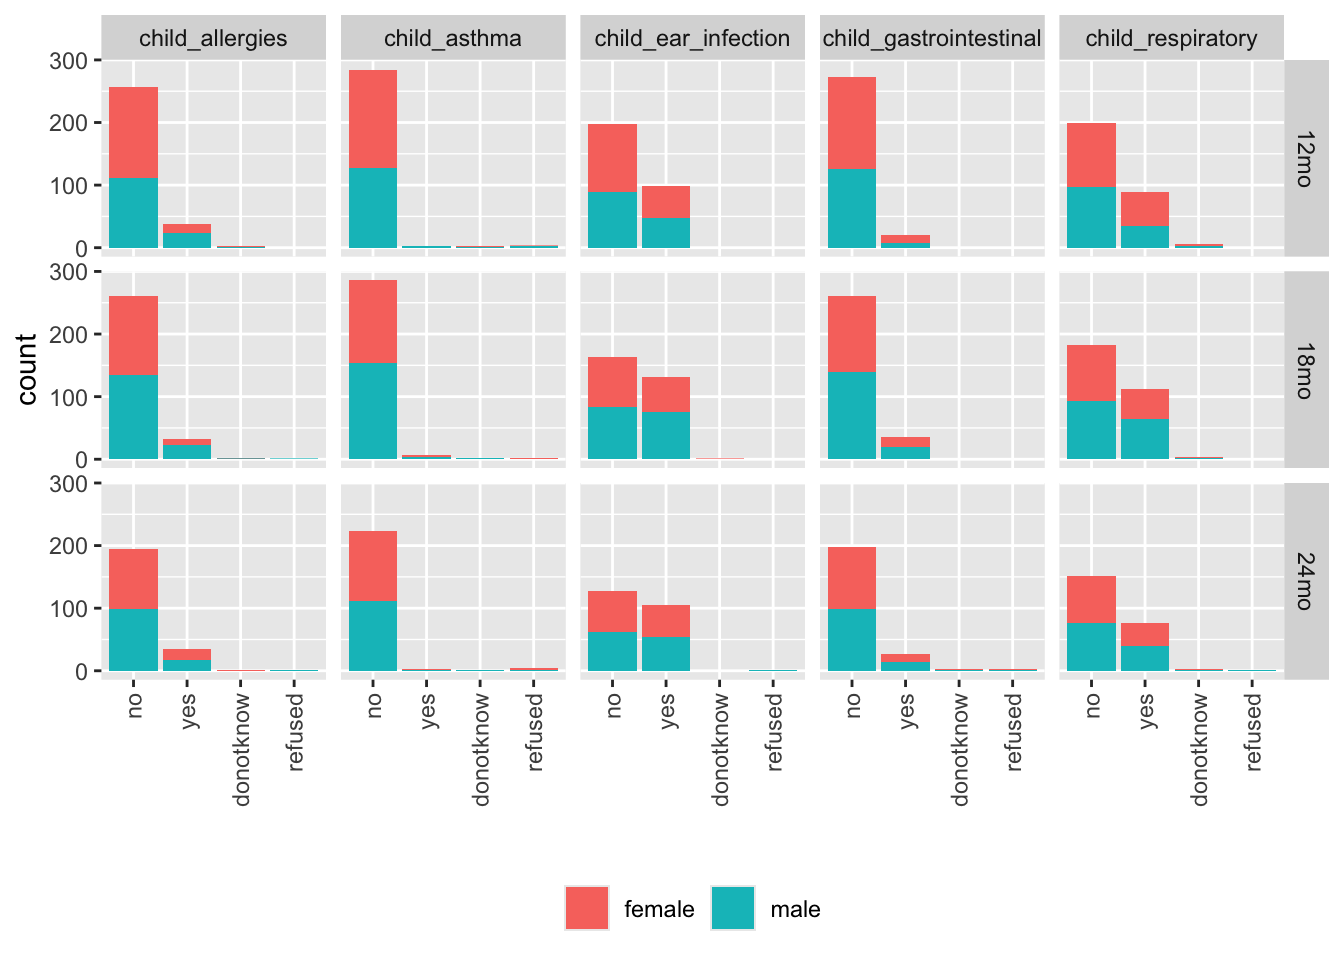 child_allergies child_asthma child_ear_infection child_gastrointestinal child_respiratory
300
200
100
0
12mo
300
200
100
0
18mo
count
300
200
100
0
24mo
no yes donotknow refused no yes donotknow refused no yes donotknow refused no yes donotknow refused no yes donotknow refused
female male